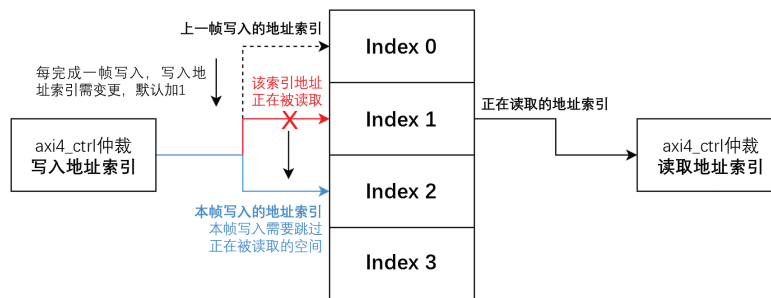 上一帧写入的地址索引
Index 0
每完成一帧写入，写入地
址索引需变更，默认加1
该索引地址
正在被读取
正在读取的地址索引
Index 1
axi4_ctrl仲裁
写入地址索引
axi4_ctrl仲裁
读取地址索引
Index 2
本帧写入的地址索引
本帧写入需要跳过
正在被读取的空间
Index 3